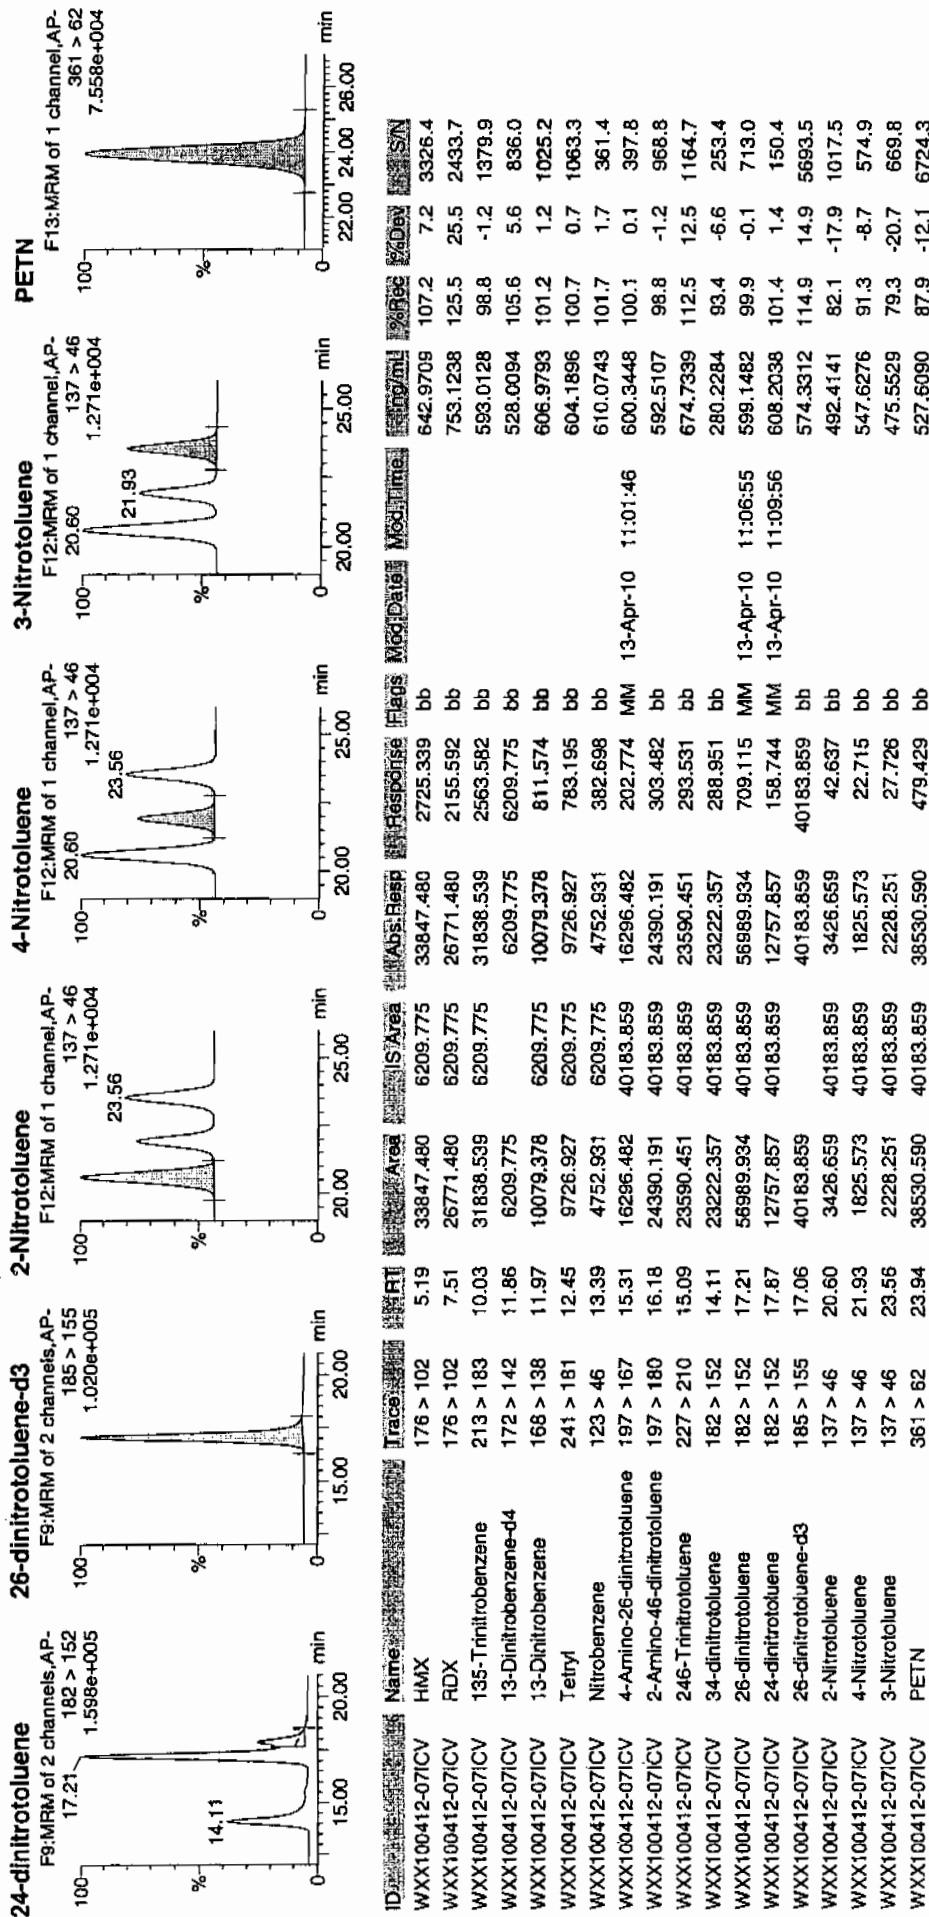 24-dinitrotoluene
F9:MRM of 2 channels,AP-
182 > 152
1.598e+005
100
17.21
14.11
%
0
15.00 20.00 min
26-dinitrotoluene-d3
F9:MRM of 2 channels,AP-
185 > 155
1.020e+005
100
%
0
15.00 20.00 min
2-Nitrotoluene
F12:MRM of 1 channel,AP-
137 > 46
1.271e+004
100
23.56
%
0
20.00 25.00 min
4-Nitrotoluene
F12:MRM of 1 channel,AP-
20.60 137 > 46
1.271e+004
100
23.56
%
0
20.00 25.00 min
3-Nitrotoluene
F12:MRM of 1 channel,AP-
20.60 137 > 46
1.271e+004
100
21.93
%
0
20.00 25.00 min
PETN
F13:MRM of 1 channel,AP-
361 > 62
7.558e+004
100
%
0
22.00 24.00 26.00 min
ID Name Trace RT Area IS Area Abs.Resp Response Flags Mod.Date Mod.Time ng/mL %Rec %Dev S/N
WXX100412-07ICV HMX 176 > 102 5.19 33847.480 6209.775 33847.480 2725.339 bb 642.9709 107.2 7.2 3326.4
WXX100412-07ICV RDX 176 > 102 7.51 26771.480 6209.775 26771.480 2155.592 bb 753.1238 125.5 25.5 2433.7
WXX100412-07ICV 135-Trinitrobenzene 213 > 183 10.03 31838.539 6209.775 31838.539 2563.582 bb 593.0128 98.8 -1.2 1379.9
WXX100412-07ICV 13-Dinitrobenzene-d4 172 > 142 11.86 6209.775 6209.775 6209.775 bb 528.0094 105.6 5.6 836.0
WXX100412-07ICV 13-Dinitrobenzene 168 > 138 11.97 10079.378 6209.775 10079.378 811.574 bb 606.9793 101.2 1.2 1025.2
WXX100412-07ICV Tetryl 241 > 181 12.45 9726.927 6209.775 9726.927 783.195 bb 604.1896 100.7 0.7 1063.3
WXX100412-07ICV Nitrobenzene 123 > 46 13.39 4752.931 6209.775 4752.931 382.698 bb 610.0743 101.7 1.7 361.4
WXX100412-07ICV 4-Amino-26-dinitrotoluene 197 > 167 15.31 16296.482 40183.859 16296.482 202.774 MM 13-Apr-10 11:01:46 600.3448 100.1 0.1 397.8
WXX100412-07ICV 2-Amino-46-dinitrotoluene 197 > 180 16.18 24390.191 40183.859 24390.191 303.482 bb 592.5107 98.8 -1.2 968.8
WXX100412-07ICV 246-Trinitrotoluene 227 > 210 15.09 23590.451 40183.859 23590.451 293.531 bb 674.7339 112.5 12.5 1164.7
WXX100412-07ICV 34-dinitrotoluene 182 > 152 14.11 23222.357 40183.859 23222.357 288.951 bb 280.2284 93.4 -6.6 253.4
WXX100412-07ICV 26-dinitrotoluene 182 > 152 17.21 56989.934 40183.859 56989.934 709.115 MM 13-Apr-10 11:06:55 599.1482 99.9 -0.1 713.0
WXX100412-07ICV 24-dinitrotoluene 182 > 152 17.87 12757.857 40183.859 12757.857 158.744 MM 13-Apr-10 11:09:56 608.2038 101.4 1.4 150.4
WXX100412-07ICV 26-dinitrotoluene-d3 185 > 155 17.06 40183.859 40183.859 40183.859 bb 574.3312 114.9 14.9 5693.5
WXX100412-07ICV 2-Nitrotoluene 137 > 46 20.60 3426.659 40183.859 3426.659 42.637 bb 492.4141 82.1 -17.9 1017.5
WXX100412-07ICV 4-Nitrotoluene 137 > 46 21.93 1825.573 40183.859 1825.573 22.715 bb 547.6276 91.3 -8.7 574.9
WXX100412-07ICV 3-Nitrotoluene 137 > 46 23.56 2228.251 40183.859 2228.251 27.726 bb 475.5529 79.3 -20.7 669.8
WXX100412-07ICV PETN 361 > 62 23.94 38530.590 40183.859 38530.590 479.429 bb 527.6090 87.9 -12.1 6724.3